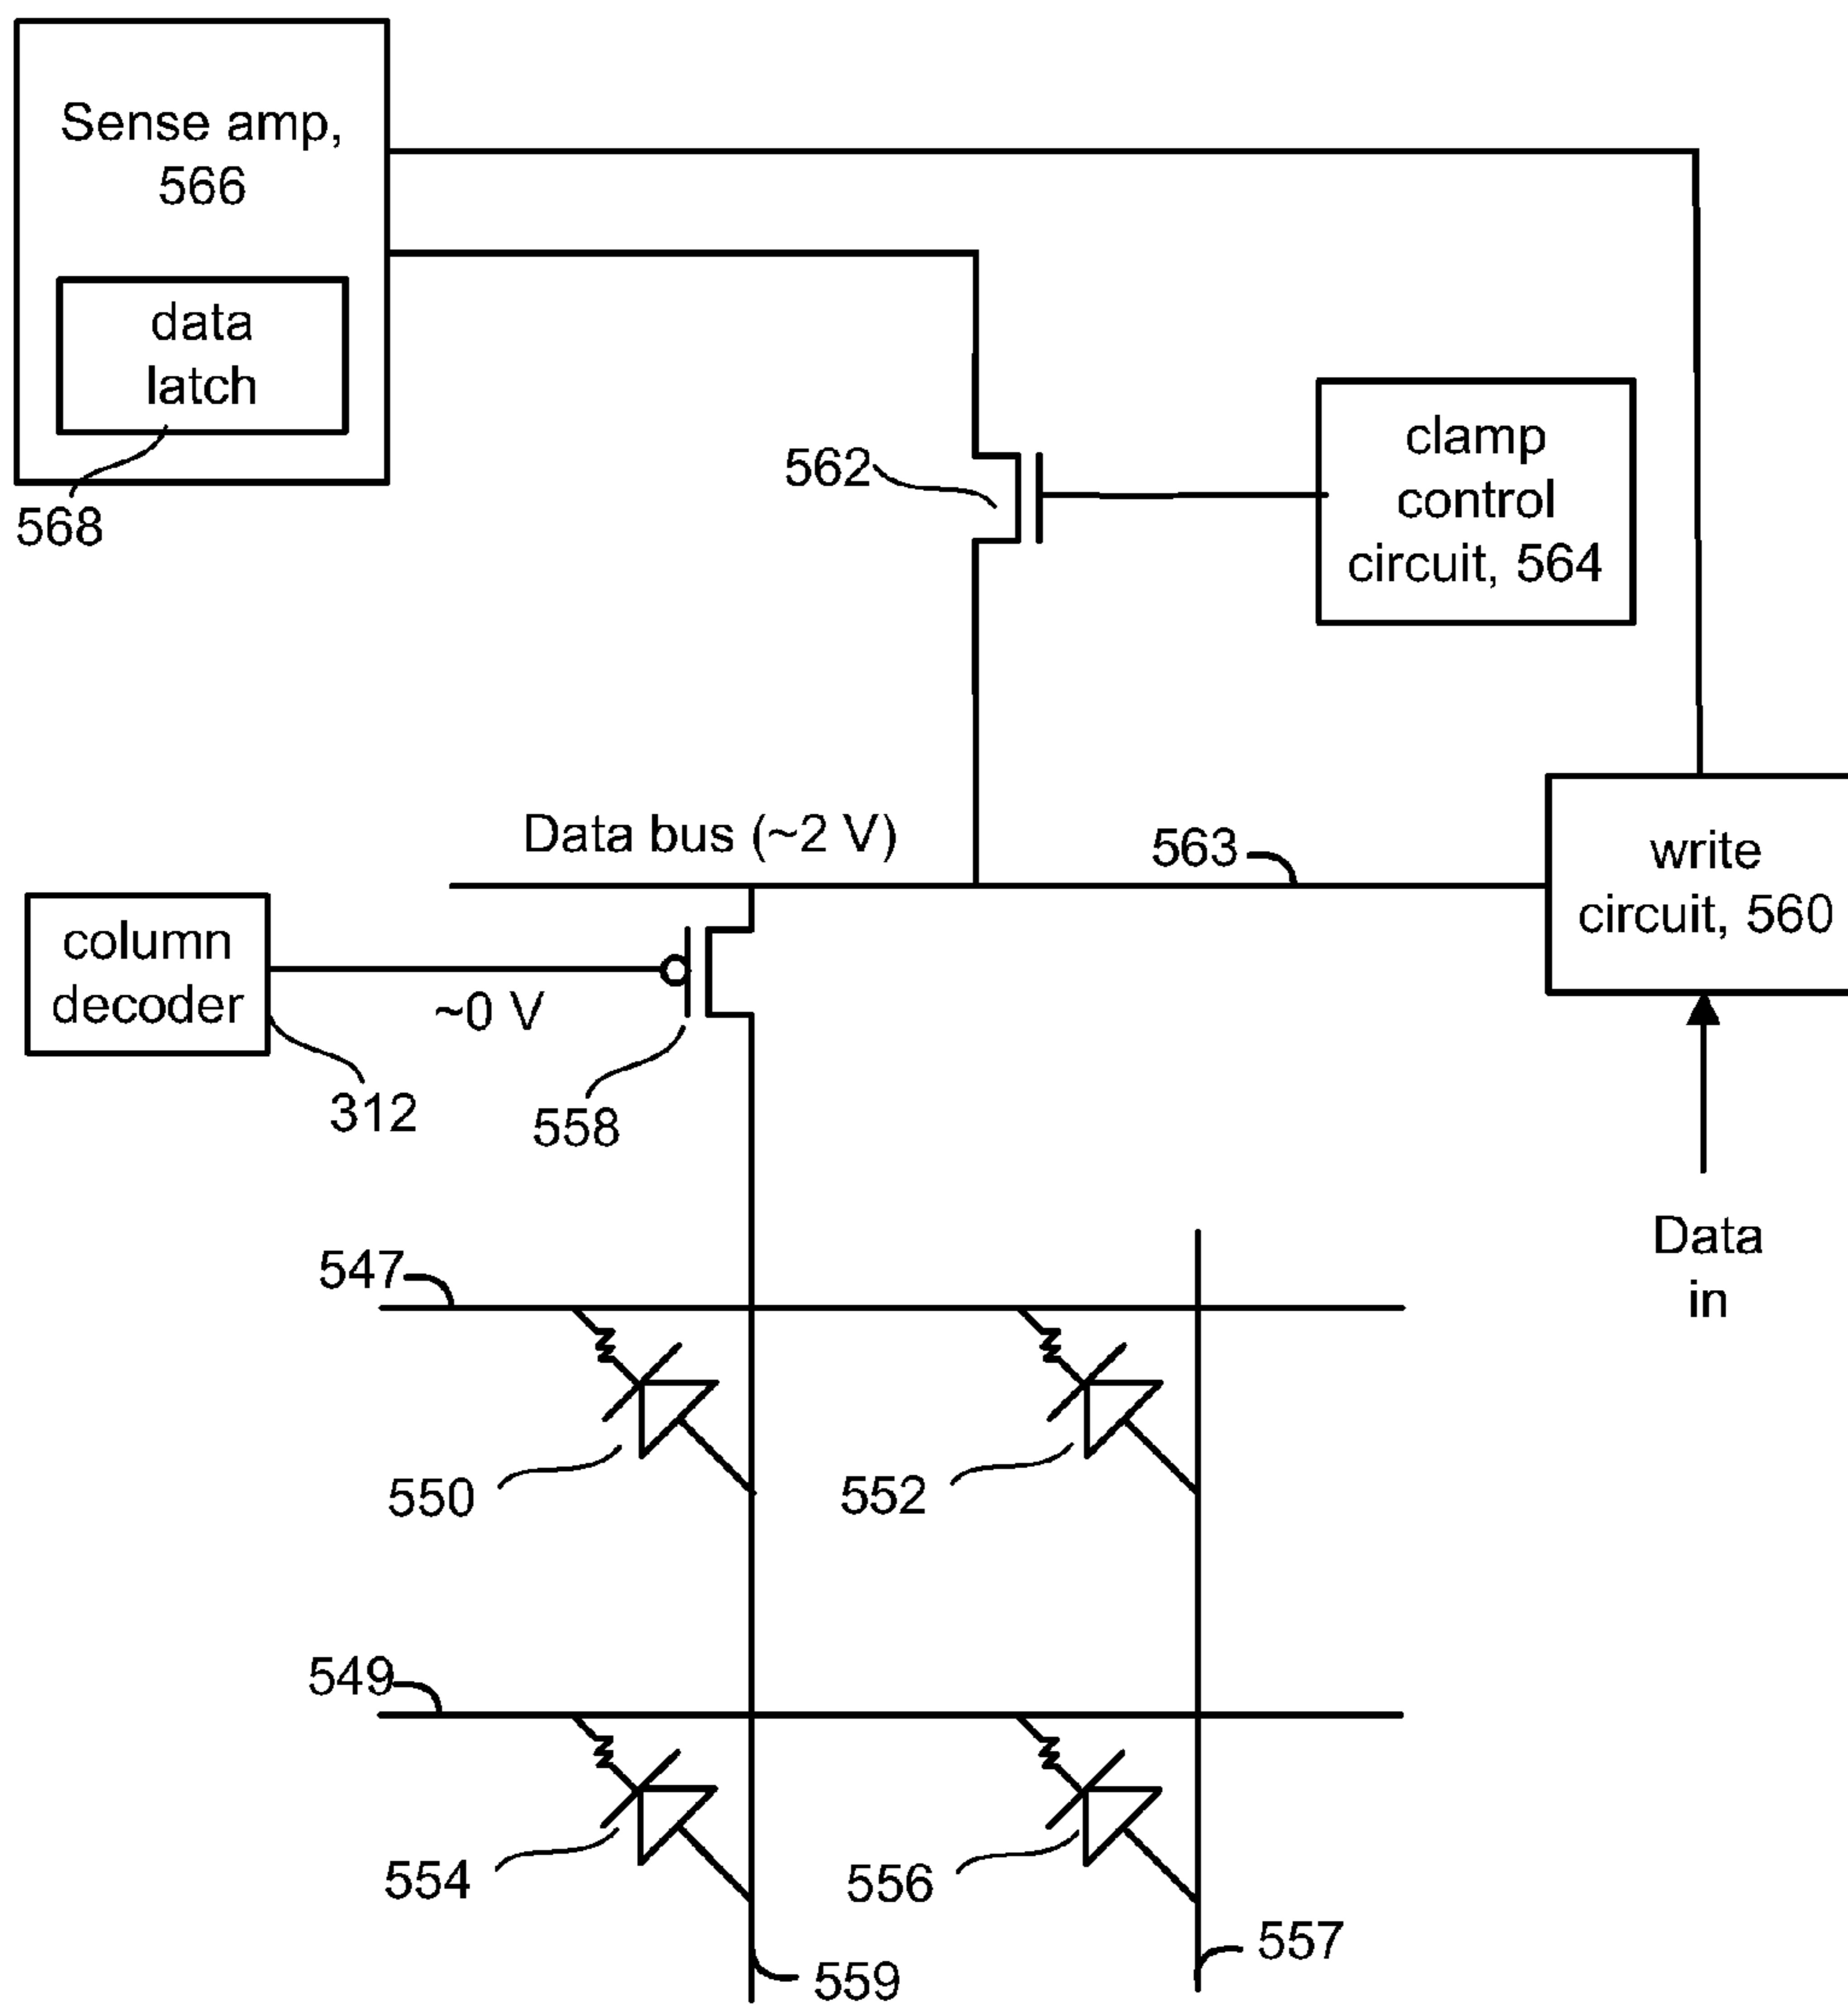 Sense amp,
566
data
latch
568
562
clamp
control
circuit, 564
Data bus (~2 V)
563
write
circuit, 560
column
decoder
~0 V
312
558
Data
in
547
550
552
549
554
556
559
557